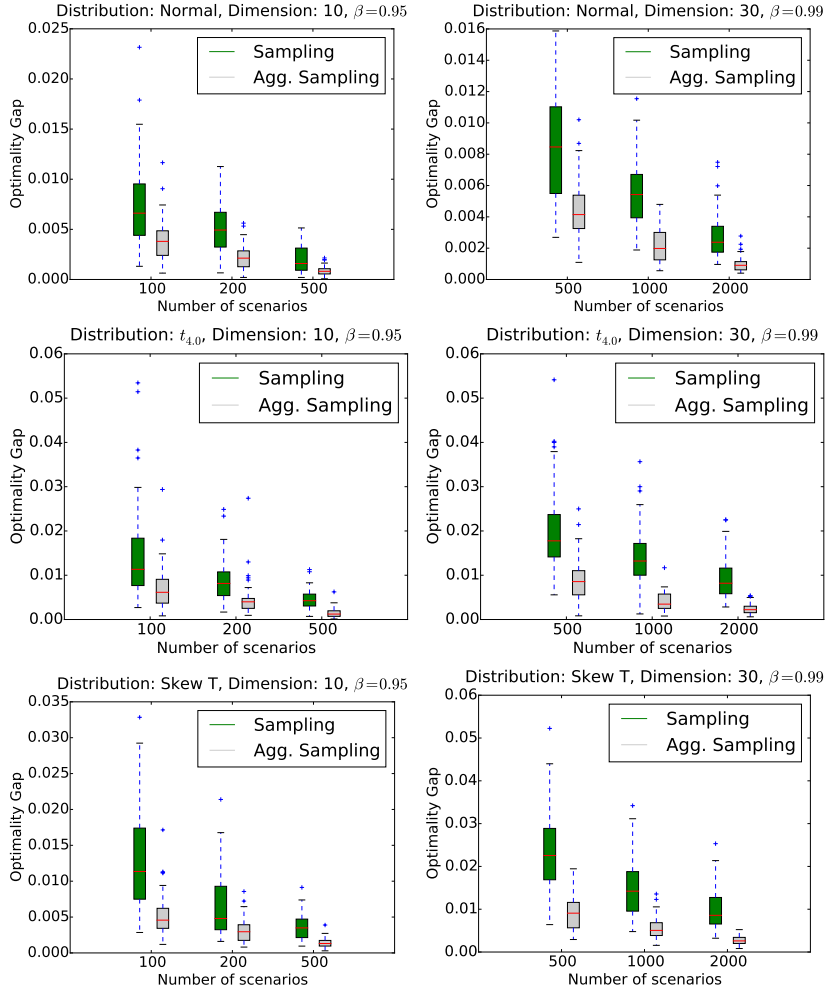 Distribution: Normal, Dimension: 10, β=0.95
0.025
0.020
0.015
0.010
0.005
0.000
Optimality Gap
Sampling
Agg. Sampling
100 200 500
Number of scenarios
Distribution: Normal, Dimension: 30, β=0.99
0.016
0.014
0.012
0.010
0.008
0.006
0.004
0.002
0.000
Optimality Gap
Sampling
Agg. Sampling
500 1000 2000
Number of scenarios
Distribution: t4.0, Dimension: 10, β=0.95
0.06
0.05
0.04
0.03
0.02
0.01
0.00
Optimality Gap
Sampling
Agg. Sampling
100 200 500
Number of scenarios
Distribution: t4.0, Dimension: 30, β=0.99
0.06
0.05
0.04
0.03
0.02
0.01
0.00
Optimality Gap
Sampling
Agg. Sampling
500 1000 2000
Number of scenarios
Distribution: Skew T, Dimension: 10, β=0.95
0.035
0.030
0.025
0.020
0.015
0.010
0.005
0.000
Optimality Gap
Sampling
Agg. Sampling
100 200 500
Number of scenarios
Distribution: Skew T, Dimension: 30, β=0.99
0.06
0.05
0.04
0.03
0.02
0.01
0.00
Optimality Gap
Sampling
Agg. Sampling
500 1000 2000
Number of scenarios